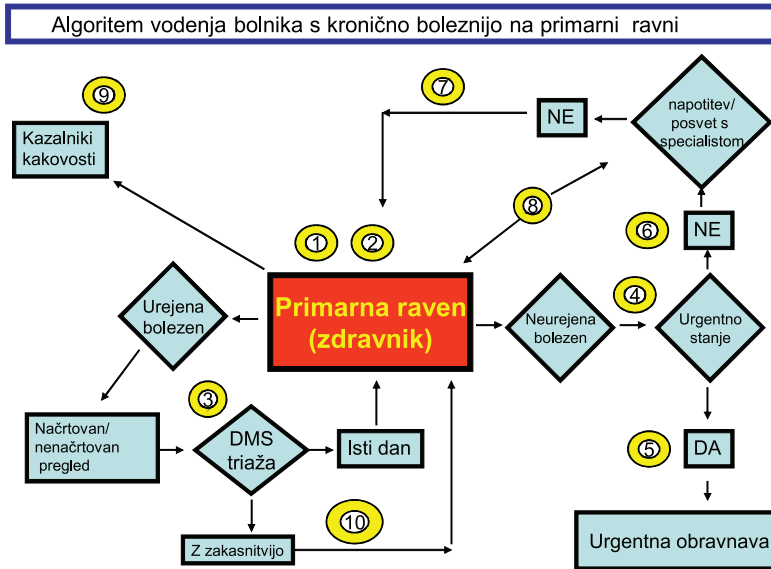 Algoritem vodenja bolnika s kronično boleznijo na primarni ravni
9
7
Kazalniki
kakovosti
NE
napotitev/
posvet s
specialistom
8
1
2
6
NE
Urejena
bolezen
Primarna raven
(zdravnik)
Neurejena
bolezen
4
Urgentno
stanje
3
Načrtovan/
nenačrtovan
pregled
DMS
triaža
Isti dan
5
DA
10
Z zakasnitvijo
Urgentna obravnava